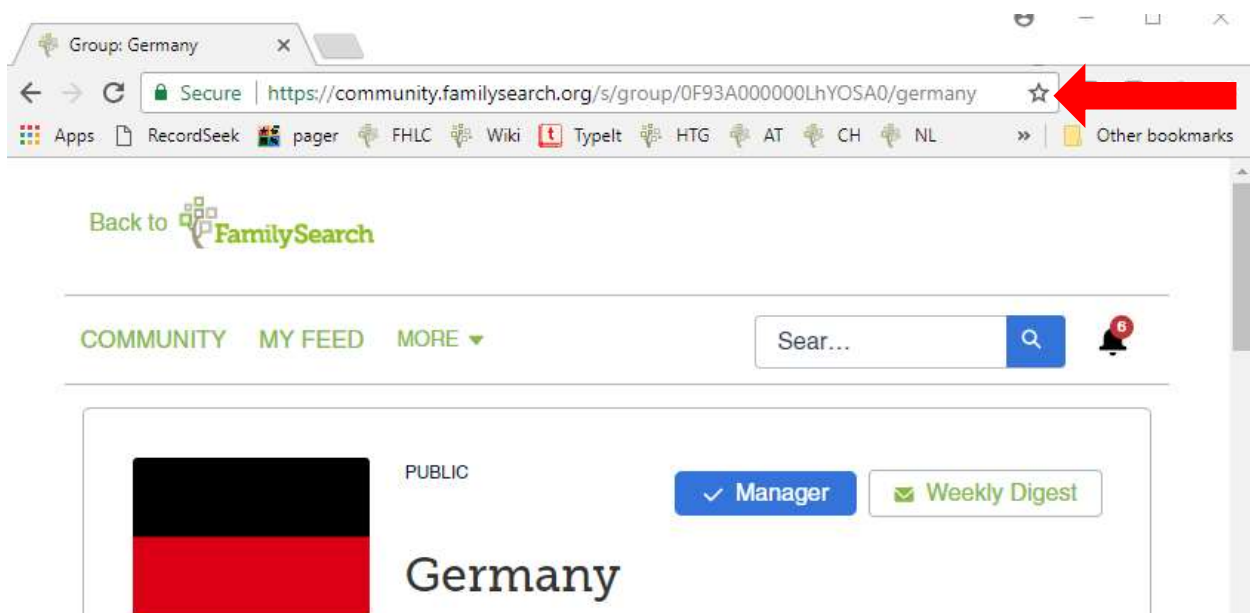 Group: Germany
Secure | https://community.familysearch.org/s/group/0F93A000000LhYOSA0/germany
Apps RecordSeek pager FHLC Wiki t TypeIt HTG AT CH NL » Other bookmarks
Back to FamilySearch
COMMUNITY MY FEED MORE Sear... 6
PUBLIC
Manager Weekly Digest
Germany